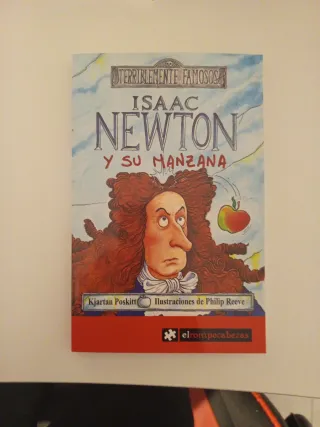 TERRIBLEMENTE FAMOSOS
ISAAC
NEWTON
Y SU MANZANA
Kjartan Poskitt Ilustraciones de Philip Reeve
elrompecabezas